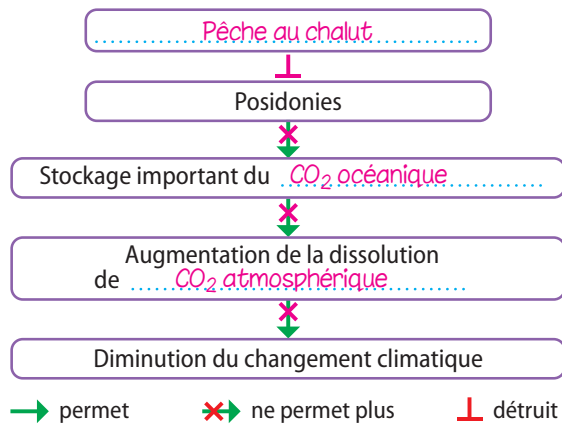 Pêche au chalut
Posidonies
Stockage important du CO₂ océanique
Augmentation de la dissolution
de CO₂ atmosphérique
Diminution du changement climatique
permet ne permet plus détruit